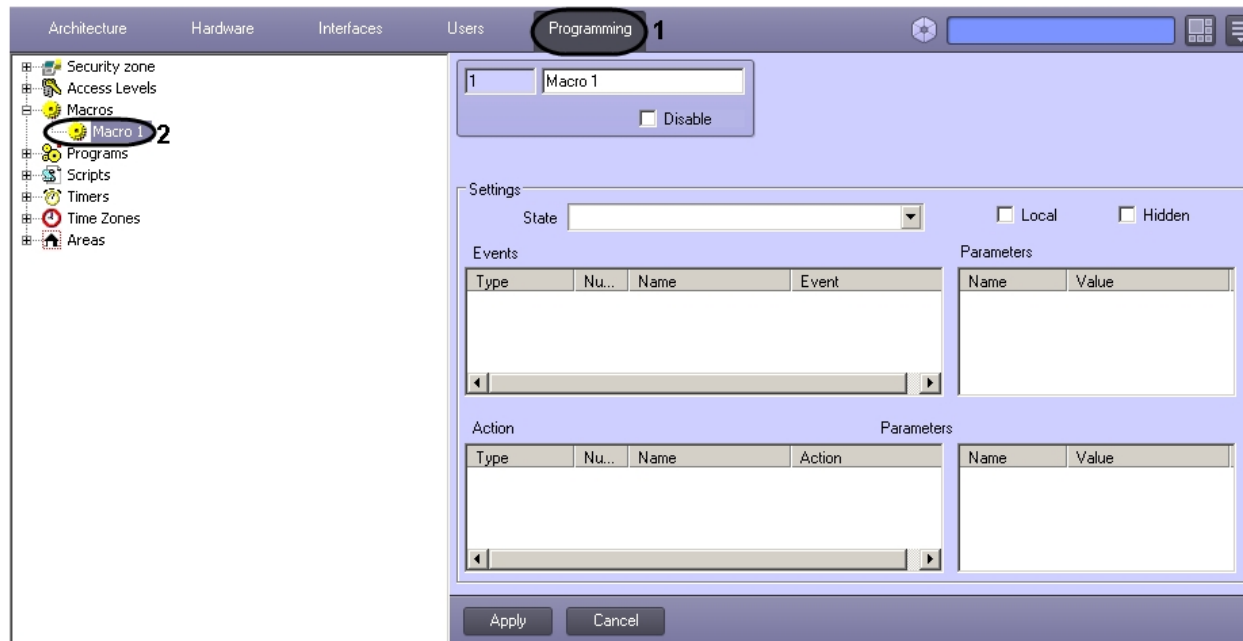 Architecture Hardware Interfaces Users Programming 1
Security zone
Access Levels
Macros
Macro 1 2
Programs
Scripts
Timers
Time Zones
Areas
1 Macro 1
Disable
Settings
State Local Hidden
Events Parameters
Type Nu... Name Event Name Value
Action Parameters
Type Nu... Name Action Name Value
Apply Cancel